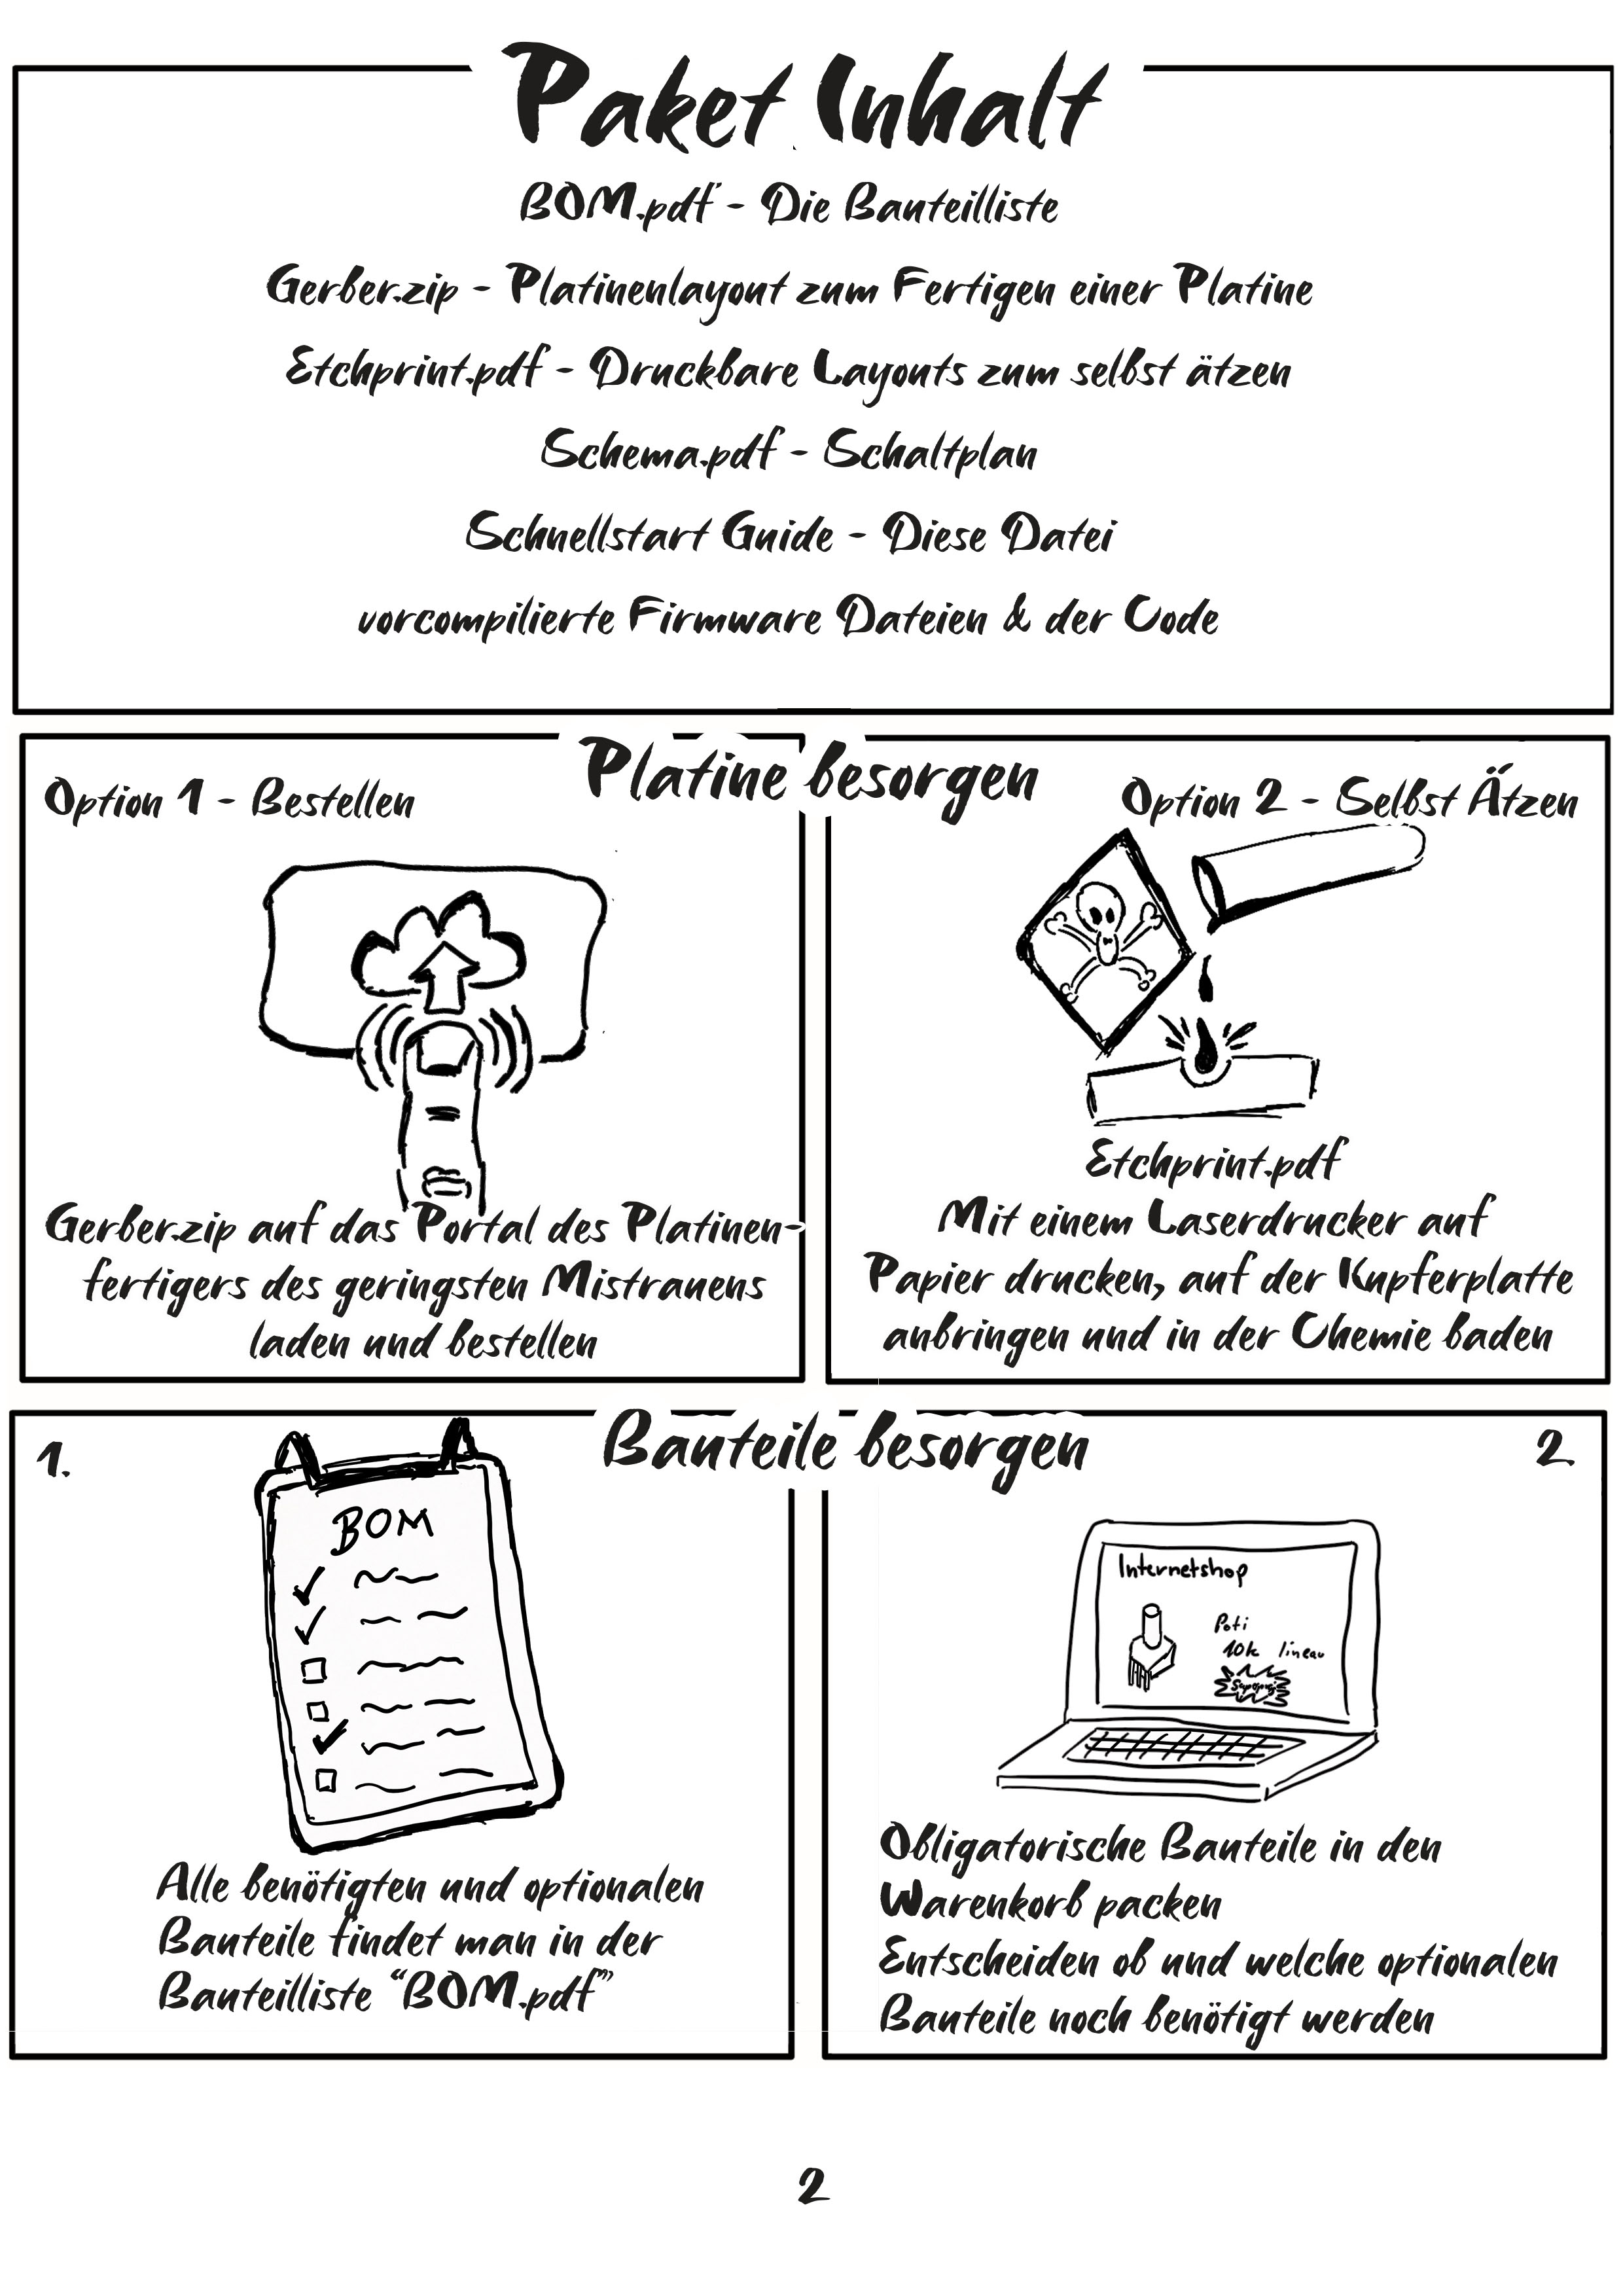 Paket Inhalt
BOM.pdf - Die Bauteilliste
Gerber.zip - Platinenlayout zum Fertigen einer Platine
Etchprint.pdf - Druckbare Layouts zum selbst ätzen
Schema.pdf - Schaltplan
Schnellstart Guide - Diese Datei
vorcompilierte Firmware Dateien & der Code
Platine besorgen
Option 1 - Bestellen
Gerber.zip auf das Portal des Platinen-
fertigers des geringsten Mistrauens
laden und bestellen
Option 2 - Selbst Ätzen
Etchprint.pdf
Mit einem Laserdrucker auf
Papier drucken, auf der Kupferplatte
anbringen und in der Chemie baden
Bauteile besorgen
1.
BOM
Alle benötigten und optionalen
Bauteile findet man in der
Bauteilliste “BOM.pdf”
2.
Internetshop
Poti
10k linear
Obligatorische Bauteile in den
Warenkorb packen
Entscheiden ob und welche optionalen
Bauteile noch benötigt werden
2